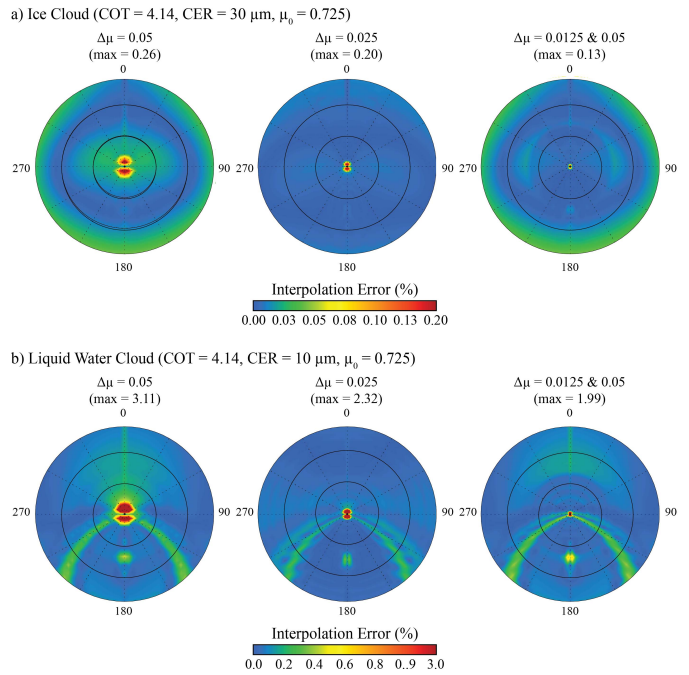 a) Ice Cloud (COT = 4.14, CER = 30 µm, µ0 = 0.725)
Δµ = 0.05 Δµ = 0.025 Δµ = 0.0125 & 0.05
(max = 0.26) (max = 0.20) (max = 0.13)
0 0 0
270 90 270 90 270 90
180 180 180
Interpolation Error (%)
0.00 0.03 0.05 0.08 0.10 0.13 0.20
b) Liquid Water Cloud (COT = 4.14, CER = 10 µm, µ0 = 0.725)
Δµ = 0.05 Δµ = 0.025 Δµ = 0.0125 & 0.05
(max = 3.11) (max = 2.32) (max = 1.99)
0 0 0
270 90 270 90 270 90
180 180 180
Interpolation Error (%)
0.0 0.2 0.4 0.6 0.8 0.9 3.0